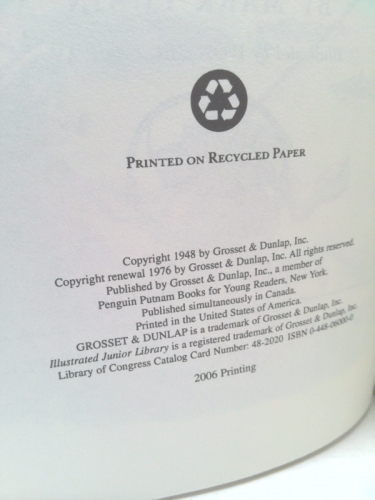 PRINTED ON RECYCLED PAPER
Copyright 1948 by Grosset & Dunlap, Inc.
Copyright renewal 1976 by Grosset & Dunlap, Inc. All rights reserved.
Published by Grosset & Dunlap, Inc., a member of
Penguin Putnam Books for Young Readers, New York.
Published simultaneously in Canada.
Printed in the United States of America.
GROSSET & DUNLAP is a trademark of Grosset & Dunlap, Inc.
Illustrated Junior Library is a registered trademark of Grosset & Dunlap, Inc.
Library of Congress Catalog Card Number: 48-2020 ISBN 0-448-06000-0
2006 Printing